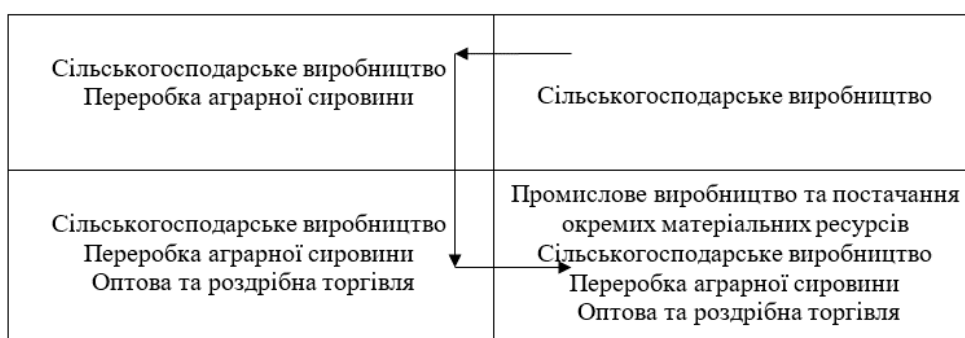 Сільськогосподарське виробництво
Переробка аграрної сировини
Сільськогосподарське виробництво
Сільськогосподарське виробництво
Переробка аграрної сировини
Оптова та роздрібна торгівля
Промислове виробництво та постачання
окремих матеріальних ресурсів
Сільськогосподарське виробництво
Переробка аграрної сировини
Оптова та роздрібна торгівля